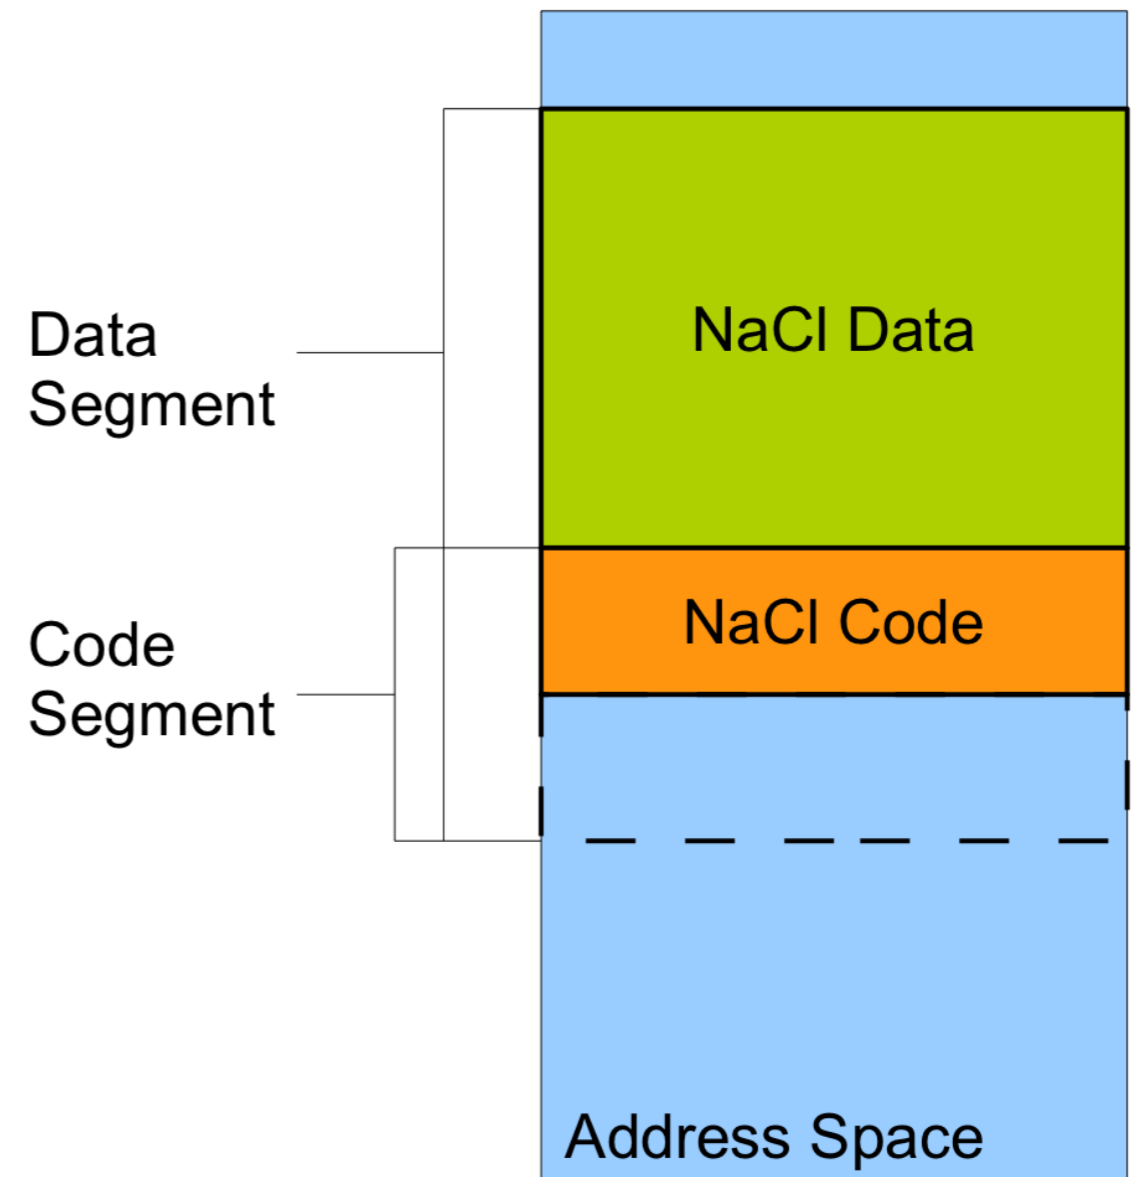 NaCl Data
Data
Segment
NaCl Code
Code
Segment
Address Space